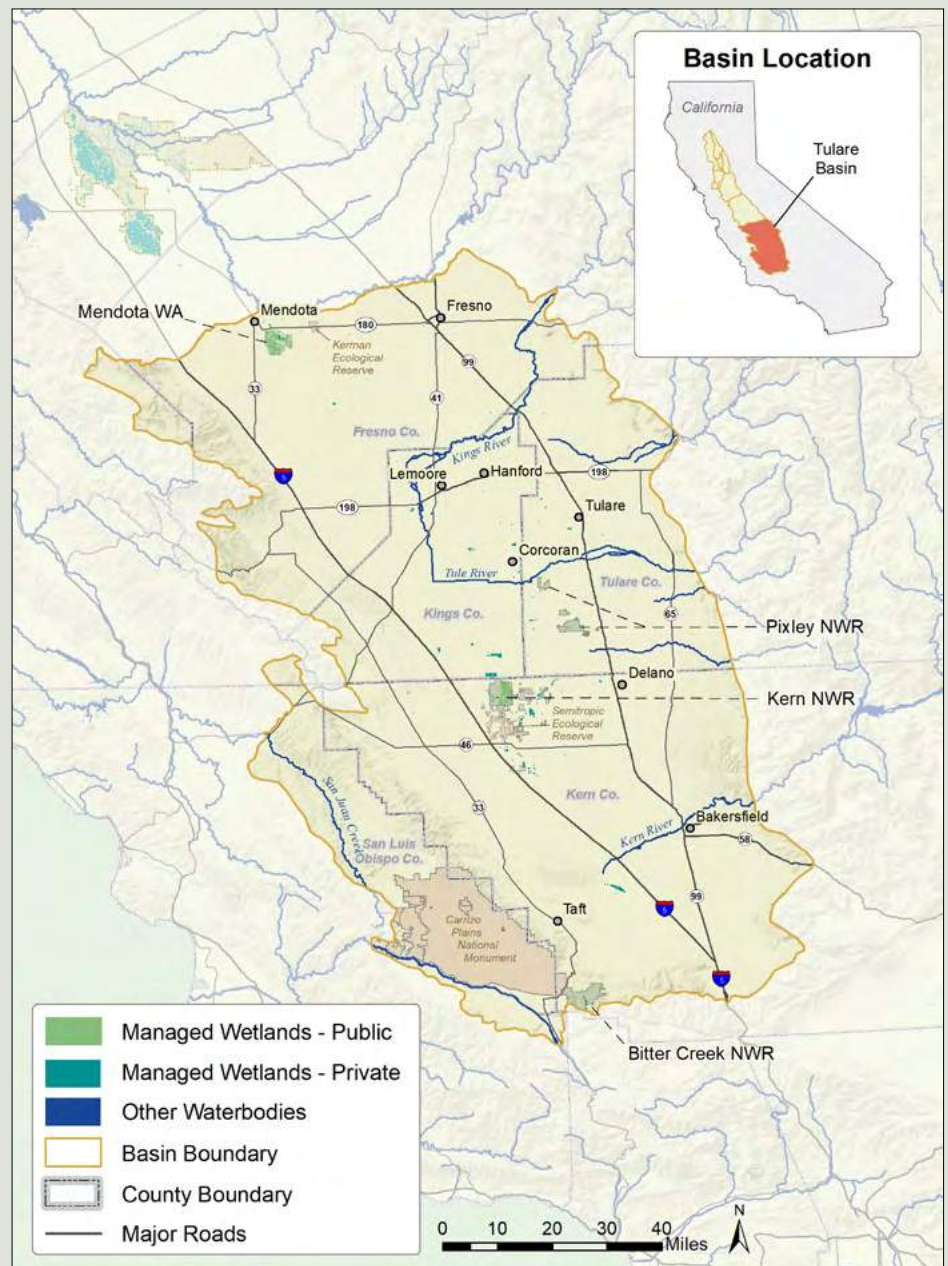 Basin Location
California
Tulare
Basin
Mendota WA
Mendota
Fresno
180
Kerman
Ecological
Reserve
99
33
41
Fresno Co.
Kings River
Lemoore
Hanford
198
5
198
Tulare
Corcoran
Tule River
Tulare Co.
Kings Co.
65
Pixley NWR
Delano
Kern NWR
Semitropic
Ecological
Reserve
46
San Juan Creek
33
Kern Co.
Kern River
Bakersfield
58
San Luis
Obispo Co.
99
5
Taft
Carrizo
Plains
National
Monument
5
Bitter Creek NWR
Managed Wetlands - Public
Managed Wetlands - Private
Other Waterbodies
Basin Boundary
County Boundary
Major Roads
0 10 20 30 40
Miles
N